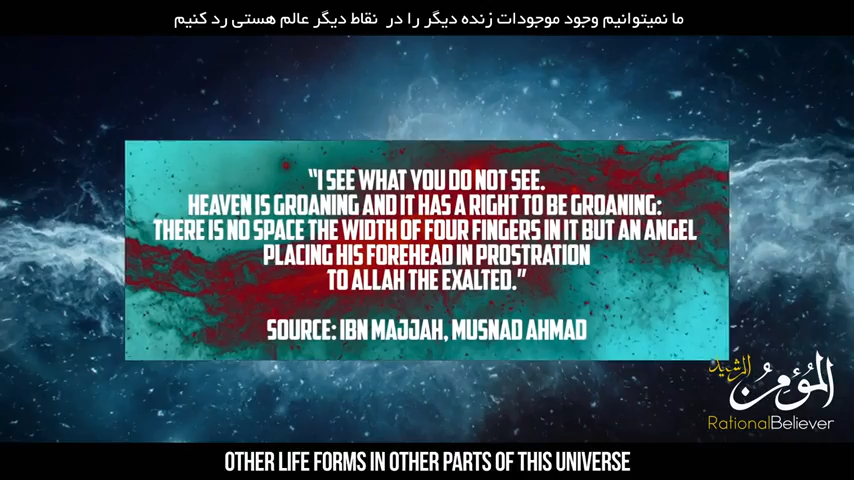 ما نمیتوانیم وجود موجودات زنده دیگر را در نقاط دیگر عالم هستی رد کنیم
“I SEE WHAT YOU DO NOT SEE.
HEAVEN IS GROANING AND IT HAS A RIGHT TO BE GROANING:
THERE IS NO SPACE THE WIDTH OF FOUR FINGERS IN IT BUT AN ANGEL
PLACING HIS FOREHEAD IN PROSTRATION
TO ALLAH THE EXALTED.”
SOURCE: IBN MAJJAH, MUSNAD AHMAD
المؤمن الرشيد
RationalBeliever
OTHER LIFE FORMS IN OTHER PARTS OF THIS UNIVERSE